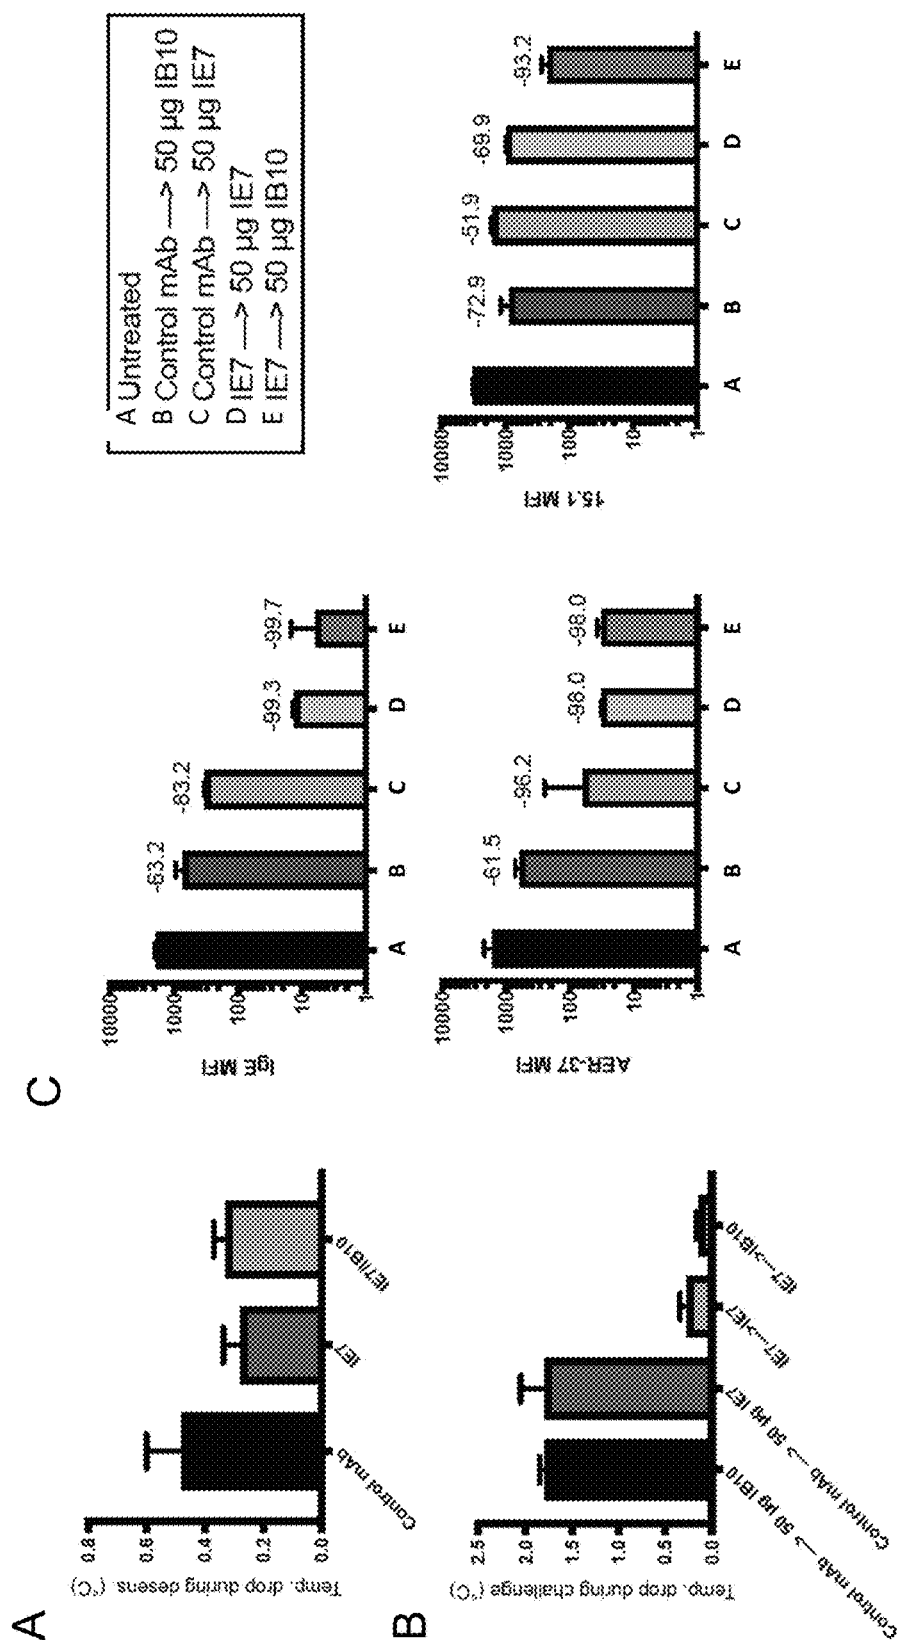 A
Temp. drop during desens. (°C)
0.8
0.6
0.4
0.2
0.0
Control mAb
IE7
IE7/IB10
B
Temp. drop during challenge (°C)
2.5
2.0
1.5
1.0
0.5
0.0
Control mAb ---> 50 µg IB10
Control mAb ---> 50 µg IE7
IE7--->IE7
IE7--->IB10
C
IgE MFI
10000
1000
100
10
1
-63.2
-83.2
-99.3
-99.7
A B C D E
A Untreated
B Control mAb ---> 50 µg IB10
C Control mAb ---> 50 µg IE7
D IE7 ---> 50 µg IE7
E IE7 ---> 50 µg IB10
AER-37 MFI
10000
1000
100
10
1
-61.5
-96.2
-98.0
-98.0
A B C D E
15.1 MFI
10000
1000
100
10
1
-72.9
-51.9
-69.9
-93.2
A B C D E